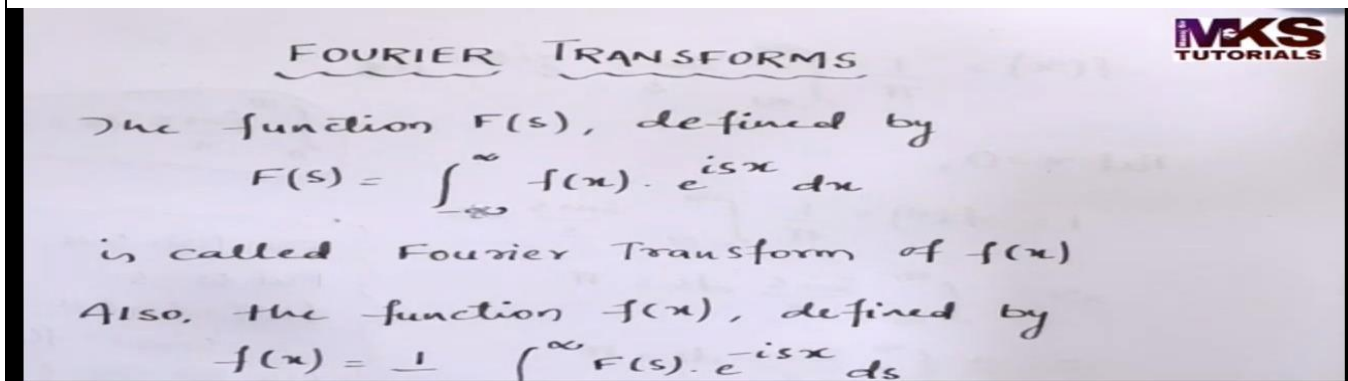 MKS
TUTORIALS
FOURIER TRANSFORMS
The function F(s), defined by
F(s) = ∫_{-∞}^{∞} f(x). e^{isx} dx
is called Fourier Transform of f(x)
Also, the function f(x), defined by
f(x) = 1 ∫^{∞} F(s). e^{-isx} ds